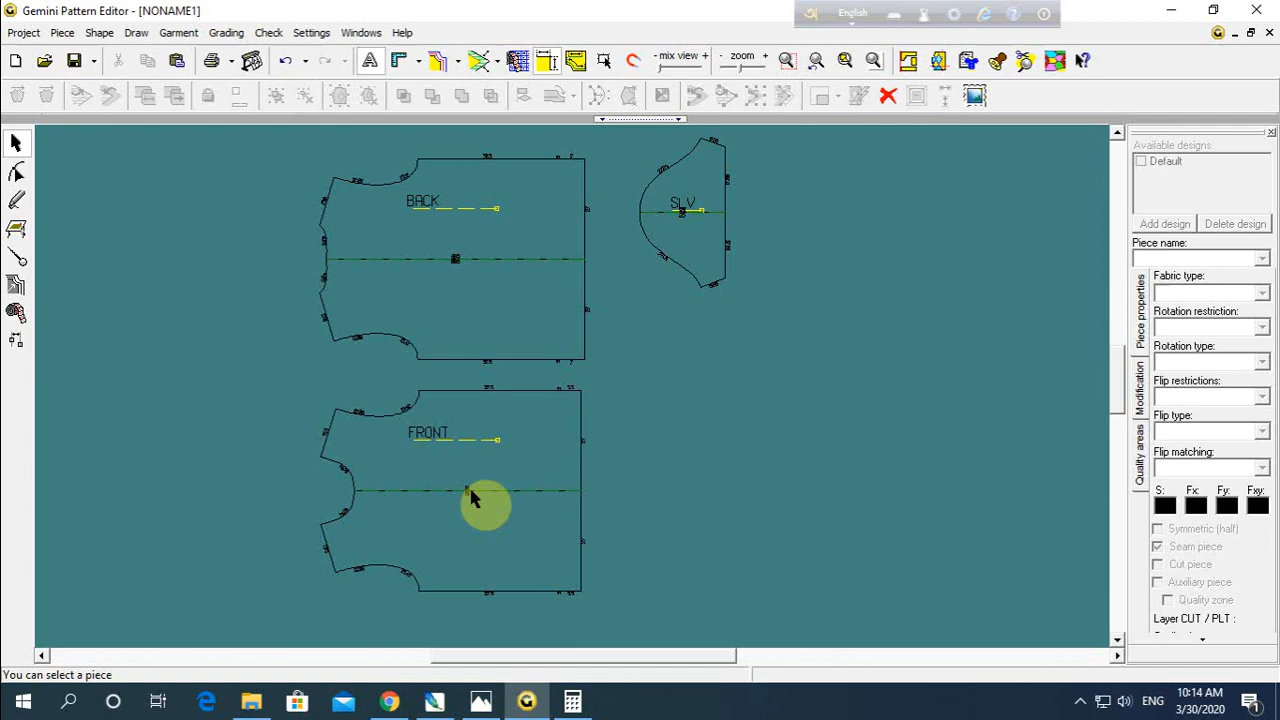 Gemini Pattern Editor - [NONAME1]
English
Project Piece Shape Draw Garment Grading Check Settings Windows Help
- mix view +
- zoom +
BACK
SLV
FRONT
Available designs
Default
Add design Delete design
Piece name:
Piece properties
Modification
Quality areas
Fabric type:
Rotation restriction:
Rotation type:
Flip restrictions:
Flip type:
Flip matching:
S: Fx: Fy: Fxy:
Symmetric (half)
Seam piece
Cut piece
Auxiliary piece
Quality zone
Layer CUT / PLT :
You can select a piece
ENG
10:14 AM
3/30/2020